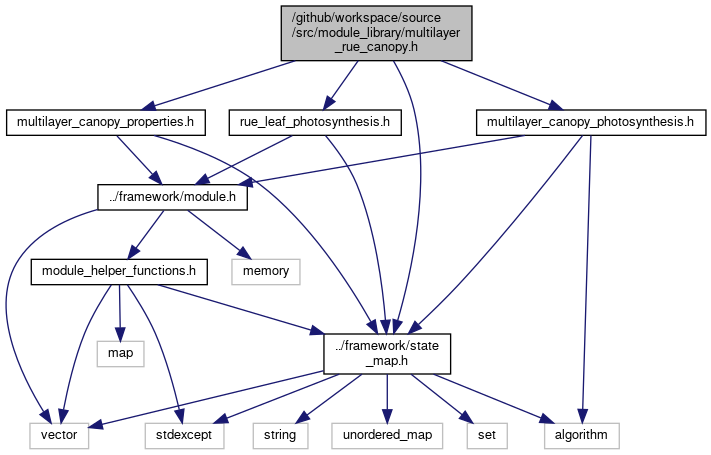 /github/workspace/source
/src/module_library/multilayer
_rue_canopy.h
multilayer_canopy_properties.h
rue_leaf_photosynthesis.h
multilayer_canopy_photosynthesis.h
../framework/module.h
module_helper_functions.h
memory
map
../framework/state
_map.h
vector
stdexcept
string
unordered_map
set
algorithm